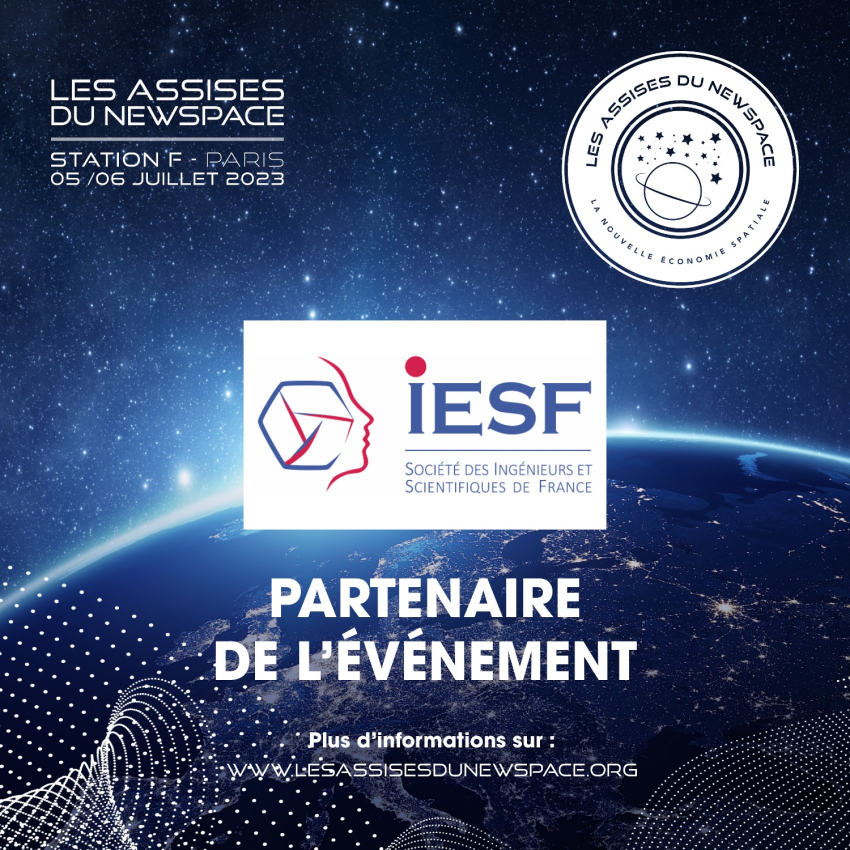 LES ASSISES
DU NEWSPACE
STATION F - PARIS
05 /06 JUILLET 2023
LES ASSISES DU NEWSPACE
LA NOUVELLE ÉCONOMIE SPATIALE
iESF
SOCIÉTÉ DES INGÉNIEURS ET
SCIENTIFIQUES DE FRANCE
PARTENAIRE
DE L'ÉVÉNEMENT
Plus d'informations sur :
WWW.LESASSISESDUNEWSPACE.ORG